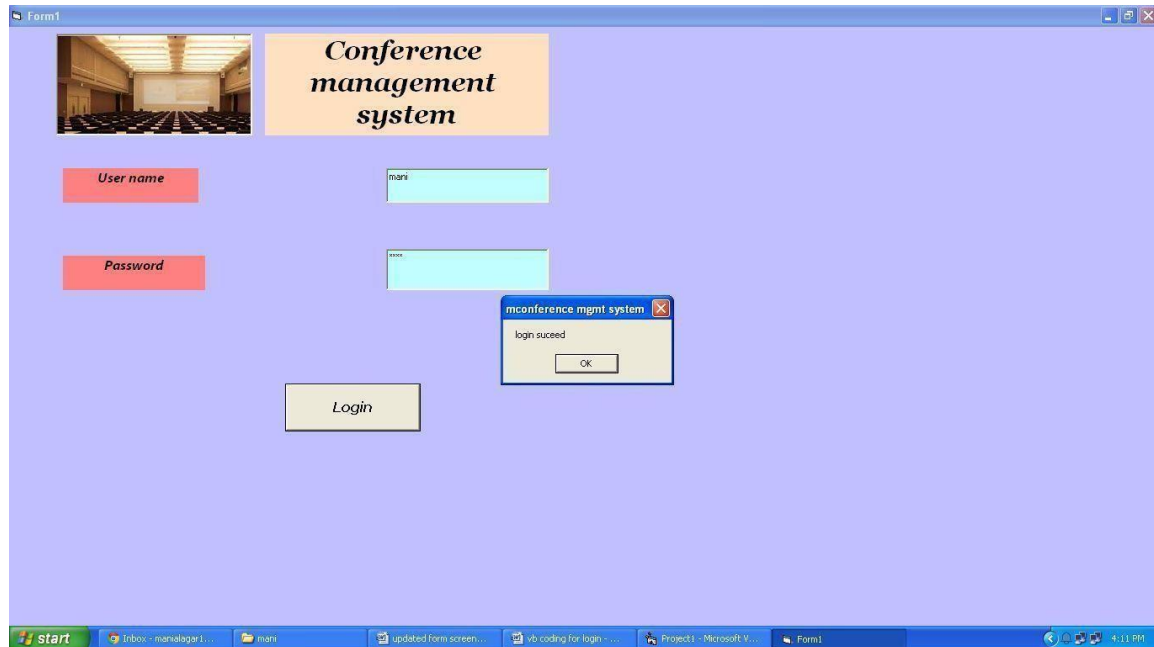 Form1
Conference
management
system
User name
mani
Password
xxxx
mconference mgmt system
login suceed
OK
Login
start
Inbox - manialagar1...
mani
updated form screen...
vb coding for login - ...
Project1 - Microsoft V...
Form1
4:11 PM